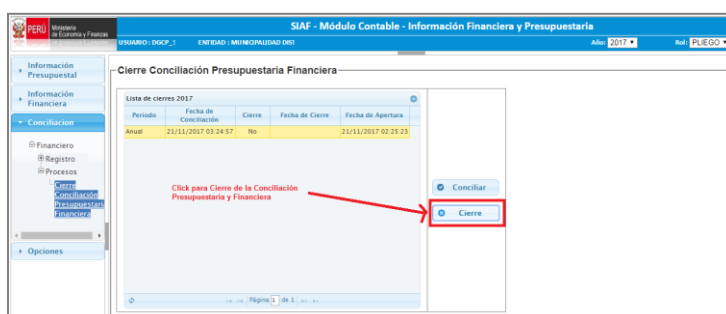 PERÚ
Ministerio
de Economía y Finanzas
SIAF - Módulo Contable - Información Financiera y Presupuestaria
USUARIO : DGCP_
ENTIDAD : MUNICIPALIDAD DIST
Año: 2017
Rol: PLIEGO
Información
Presupuestal
Información
Financiera
Conciliacion
Financiero
Registro
Procesos
Cierre
Conciliación
Presupuestari
Financiera
Opciones
Cierre Conciliación Presupuestaria Financiera
Lista de cierres 2017
Periodo
Fecha de
Conciliación
Cierre
Fecha de Cierre
Fecha de Apertura
Anual
21/11/2017 03:24:57
No
21/11/2017 02:25:23
Click para Cierre de la Conciliación
Presupuestaria y Financiera
Conciliar
Cierre
Página 1 de 1